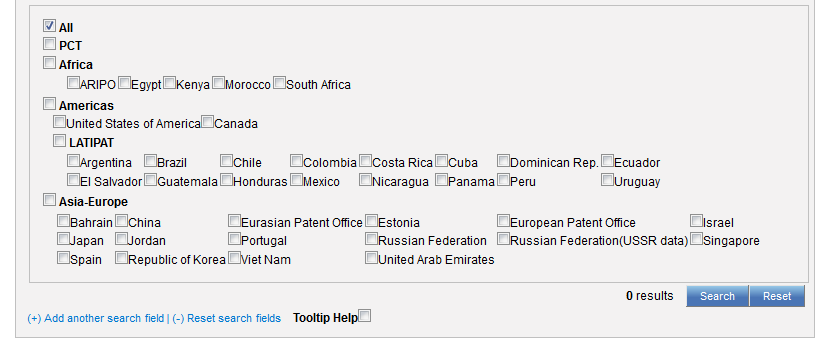 All
PCT
Africa
ARIPO Egypt Kenya Morocco South Africa
Americas
United States of America Canada
LATIPAT
Argentina Brazil Chile Colombia Costa Rica Cuba Dominican Rep. Ecuador
El Salvador Guatemala Honduras Mexico Nicaragua Panama Peru Uruguay
Asia-Europe
Bahrain China Eurasian Patent Office Estonia European Patent Office Israel
Japan Jordan Portugal Russian Federation Russian Federation(USSR data) Singapore
Spain Republic of Korea Viet Nam United Arab Emirates
0 results Search Reset
(+) Add another search field | (-) Reset search fields Tooltip Help